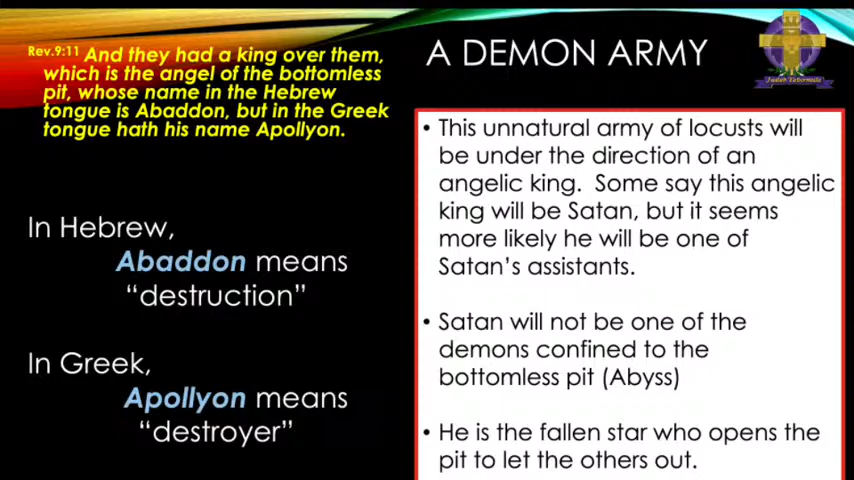 Rev.9:11 And they had a king over them,
which is the angel of the bottomless
pit, whose name in the Hebrew
tongue is Abaddon, but in the Greek
tongue hath his name Apollyon.
In Hebrew,
Abaddon means
“destruction”
In Greek,
Apollyon means
“destroyer”
A DEMON ARMY
• This unnatural army of locusts will
be under the direction of an
angelic king. Some say this angelic
king will be Satan, but it seems
more likely he will be one of
Satan’s assistants.
• Satan will not be one of the
demons confined to the
bottomless pit (Abyss)
• He is the fallen star who opens the
pit to let the others out.